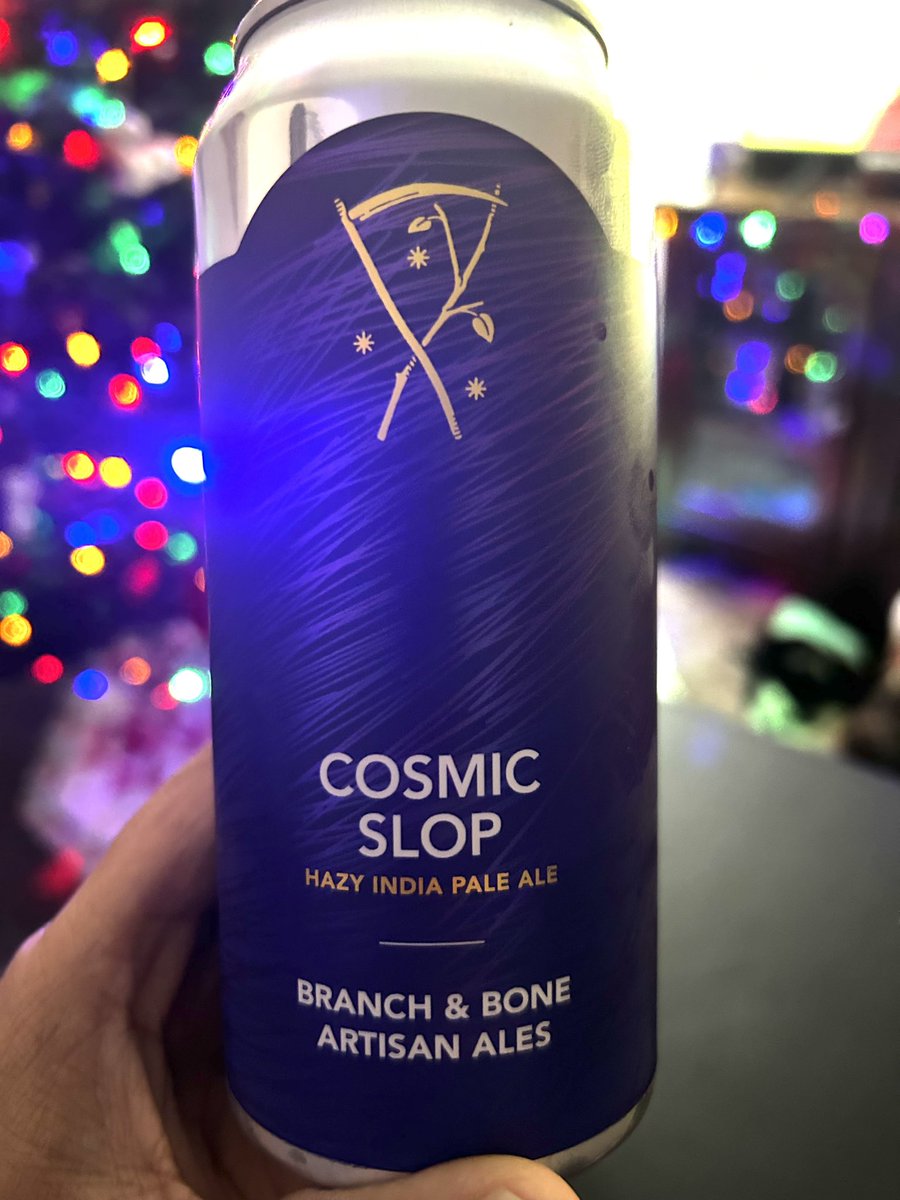 COSMIC
SLOP
HAZY INDIA PALE ALE
BRANCH & BONE
ARTISAN ALES